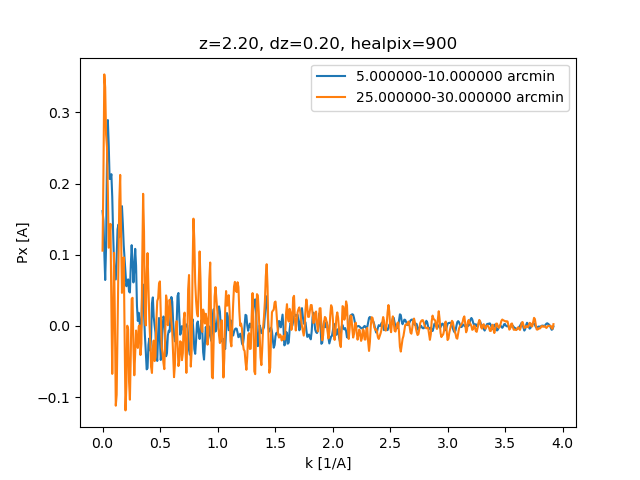 z=2.20, dz=0.20, healpix=900
5.000000-10.000000 arcmin
25.000000-30.000000 arcmin
Px [A]
0.3
0.2
0.1
0.0
−0.1
0.0 0.5 1.0 1.5 2.0 2.5 3.0 3.5 4.0
k [1/A]